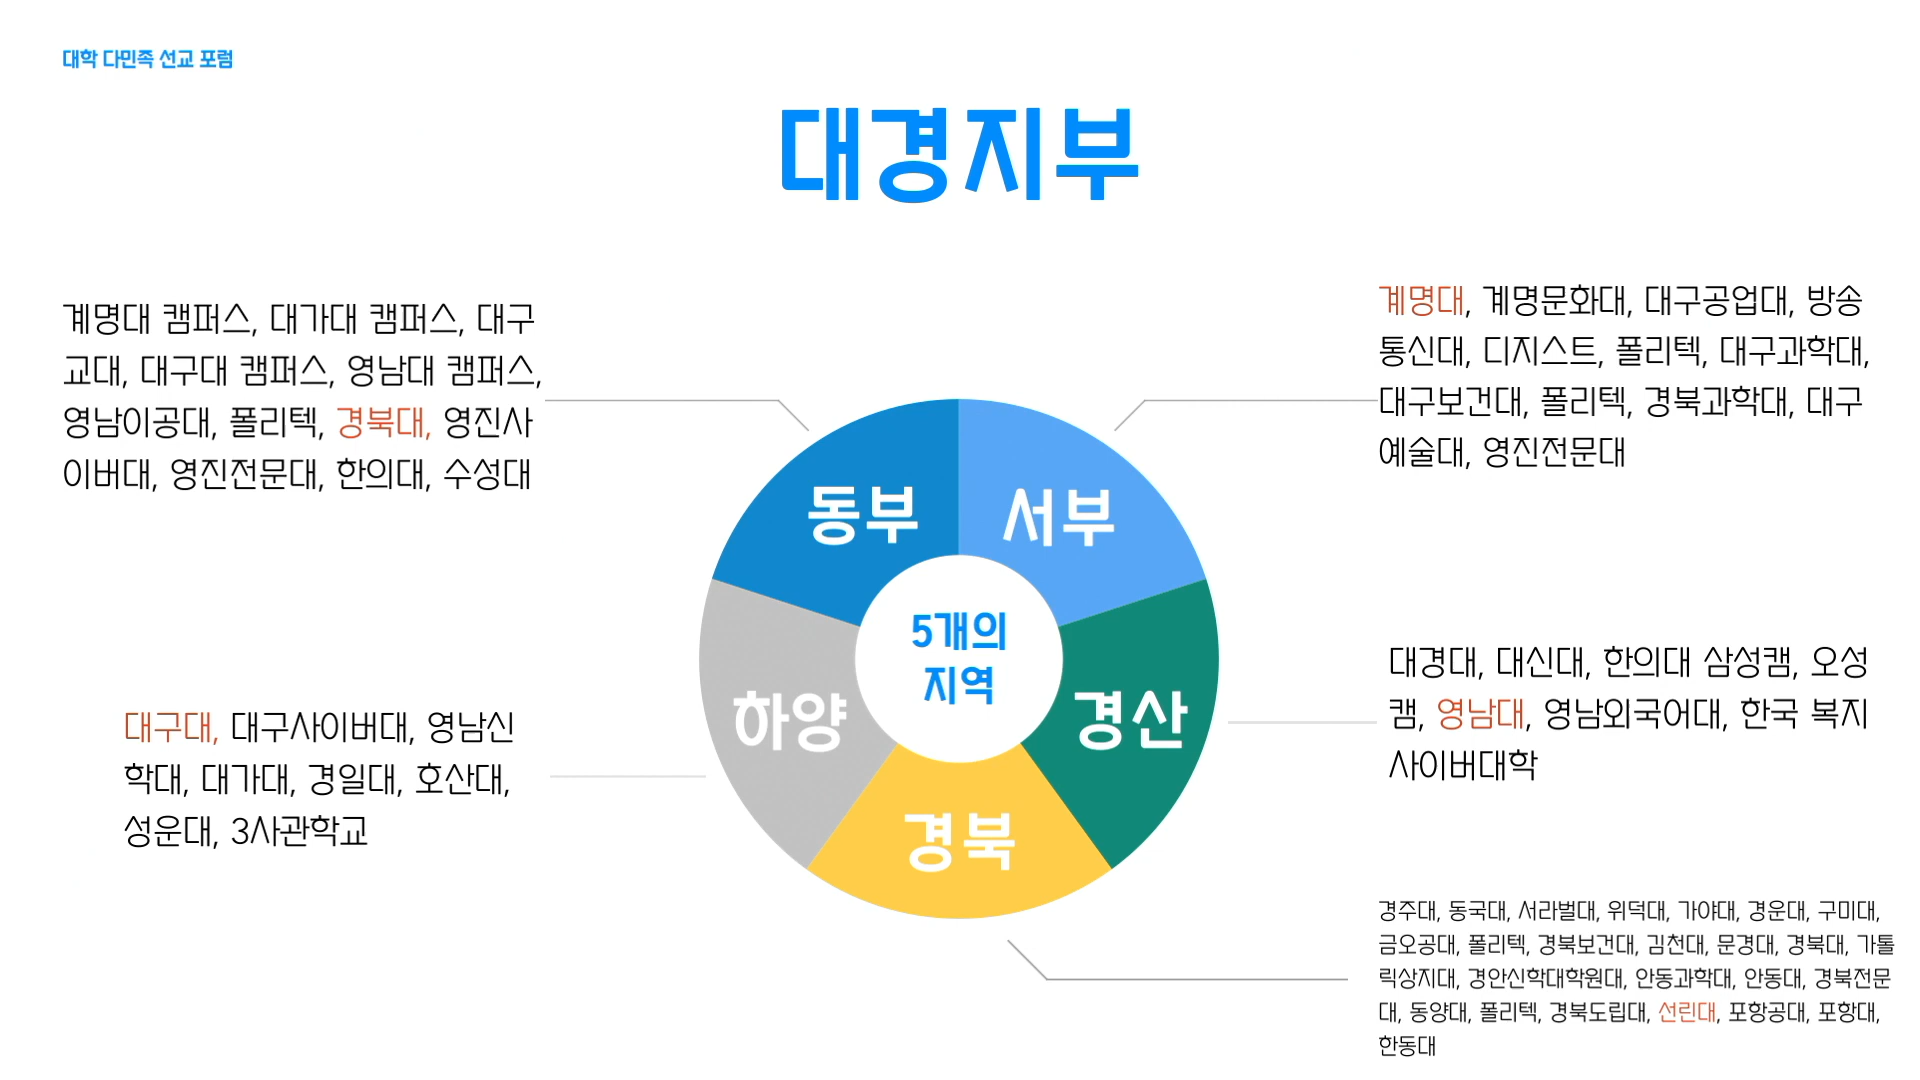 대학 다민족 선교 포럼
대경지부
계명대 캠퍼스, 대가대 캠퍼스, 대구
교대, 대구대 캠퍼스, 영남대 캠퍼스,
영남이공대, 폴리텍, 경북대, 영진사
이버대, 영진전문대, 한의대, 수성대
계명대, 계명문화대, 대구공업대, 방송
통신대, 디지스트, 폴리텍, 대구과학대,
대구보건대, 폴리텍, 경북과학대, 대구
예술대, 영진전문대
동부
서부
5개의
지역
하양
경산
경북
대구대, 대구사이버대, 영남신
학대, 대가대, 경일대, 호산대,
성운대, 3사관학교
대경대, 대신대, 한의대 삼성캠, 오성
캠, 영남대, 영남외국어대, 한국 복지
사이버대학
경주대, 동국대, 서라벌대, 위덕대, 가야대, 경운대, 구미대,
금오공대, 폴리텍, 경북보건대, 김천대, 문경대, 경북대, 가톨
릭상지대, 경안신학대학원대, 안동과학대, 안동대, 경북전문
대, 동양대, 폴리텍, 경북도립대, 선린대, 포항공대, 포항대,
한동대